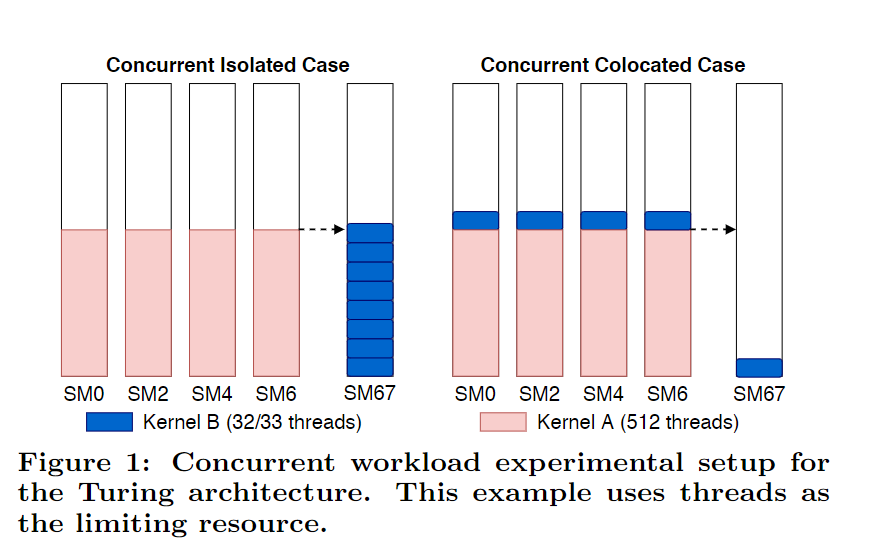 Concurrent Isolated Case
Concurrent Colocated Case
SM0 SM2 SM4 SM6 SM67
SM0 SM2 SM4 SM6 SM67
Kernel B (32/33 threads)
Kernel A (512 threads)
Figure 1: Concurrent workload experimental setup for
the Turing architecture. This example uses threads as
the limiting resource.